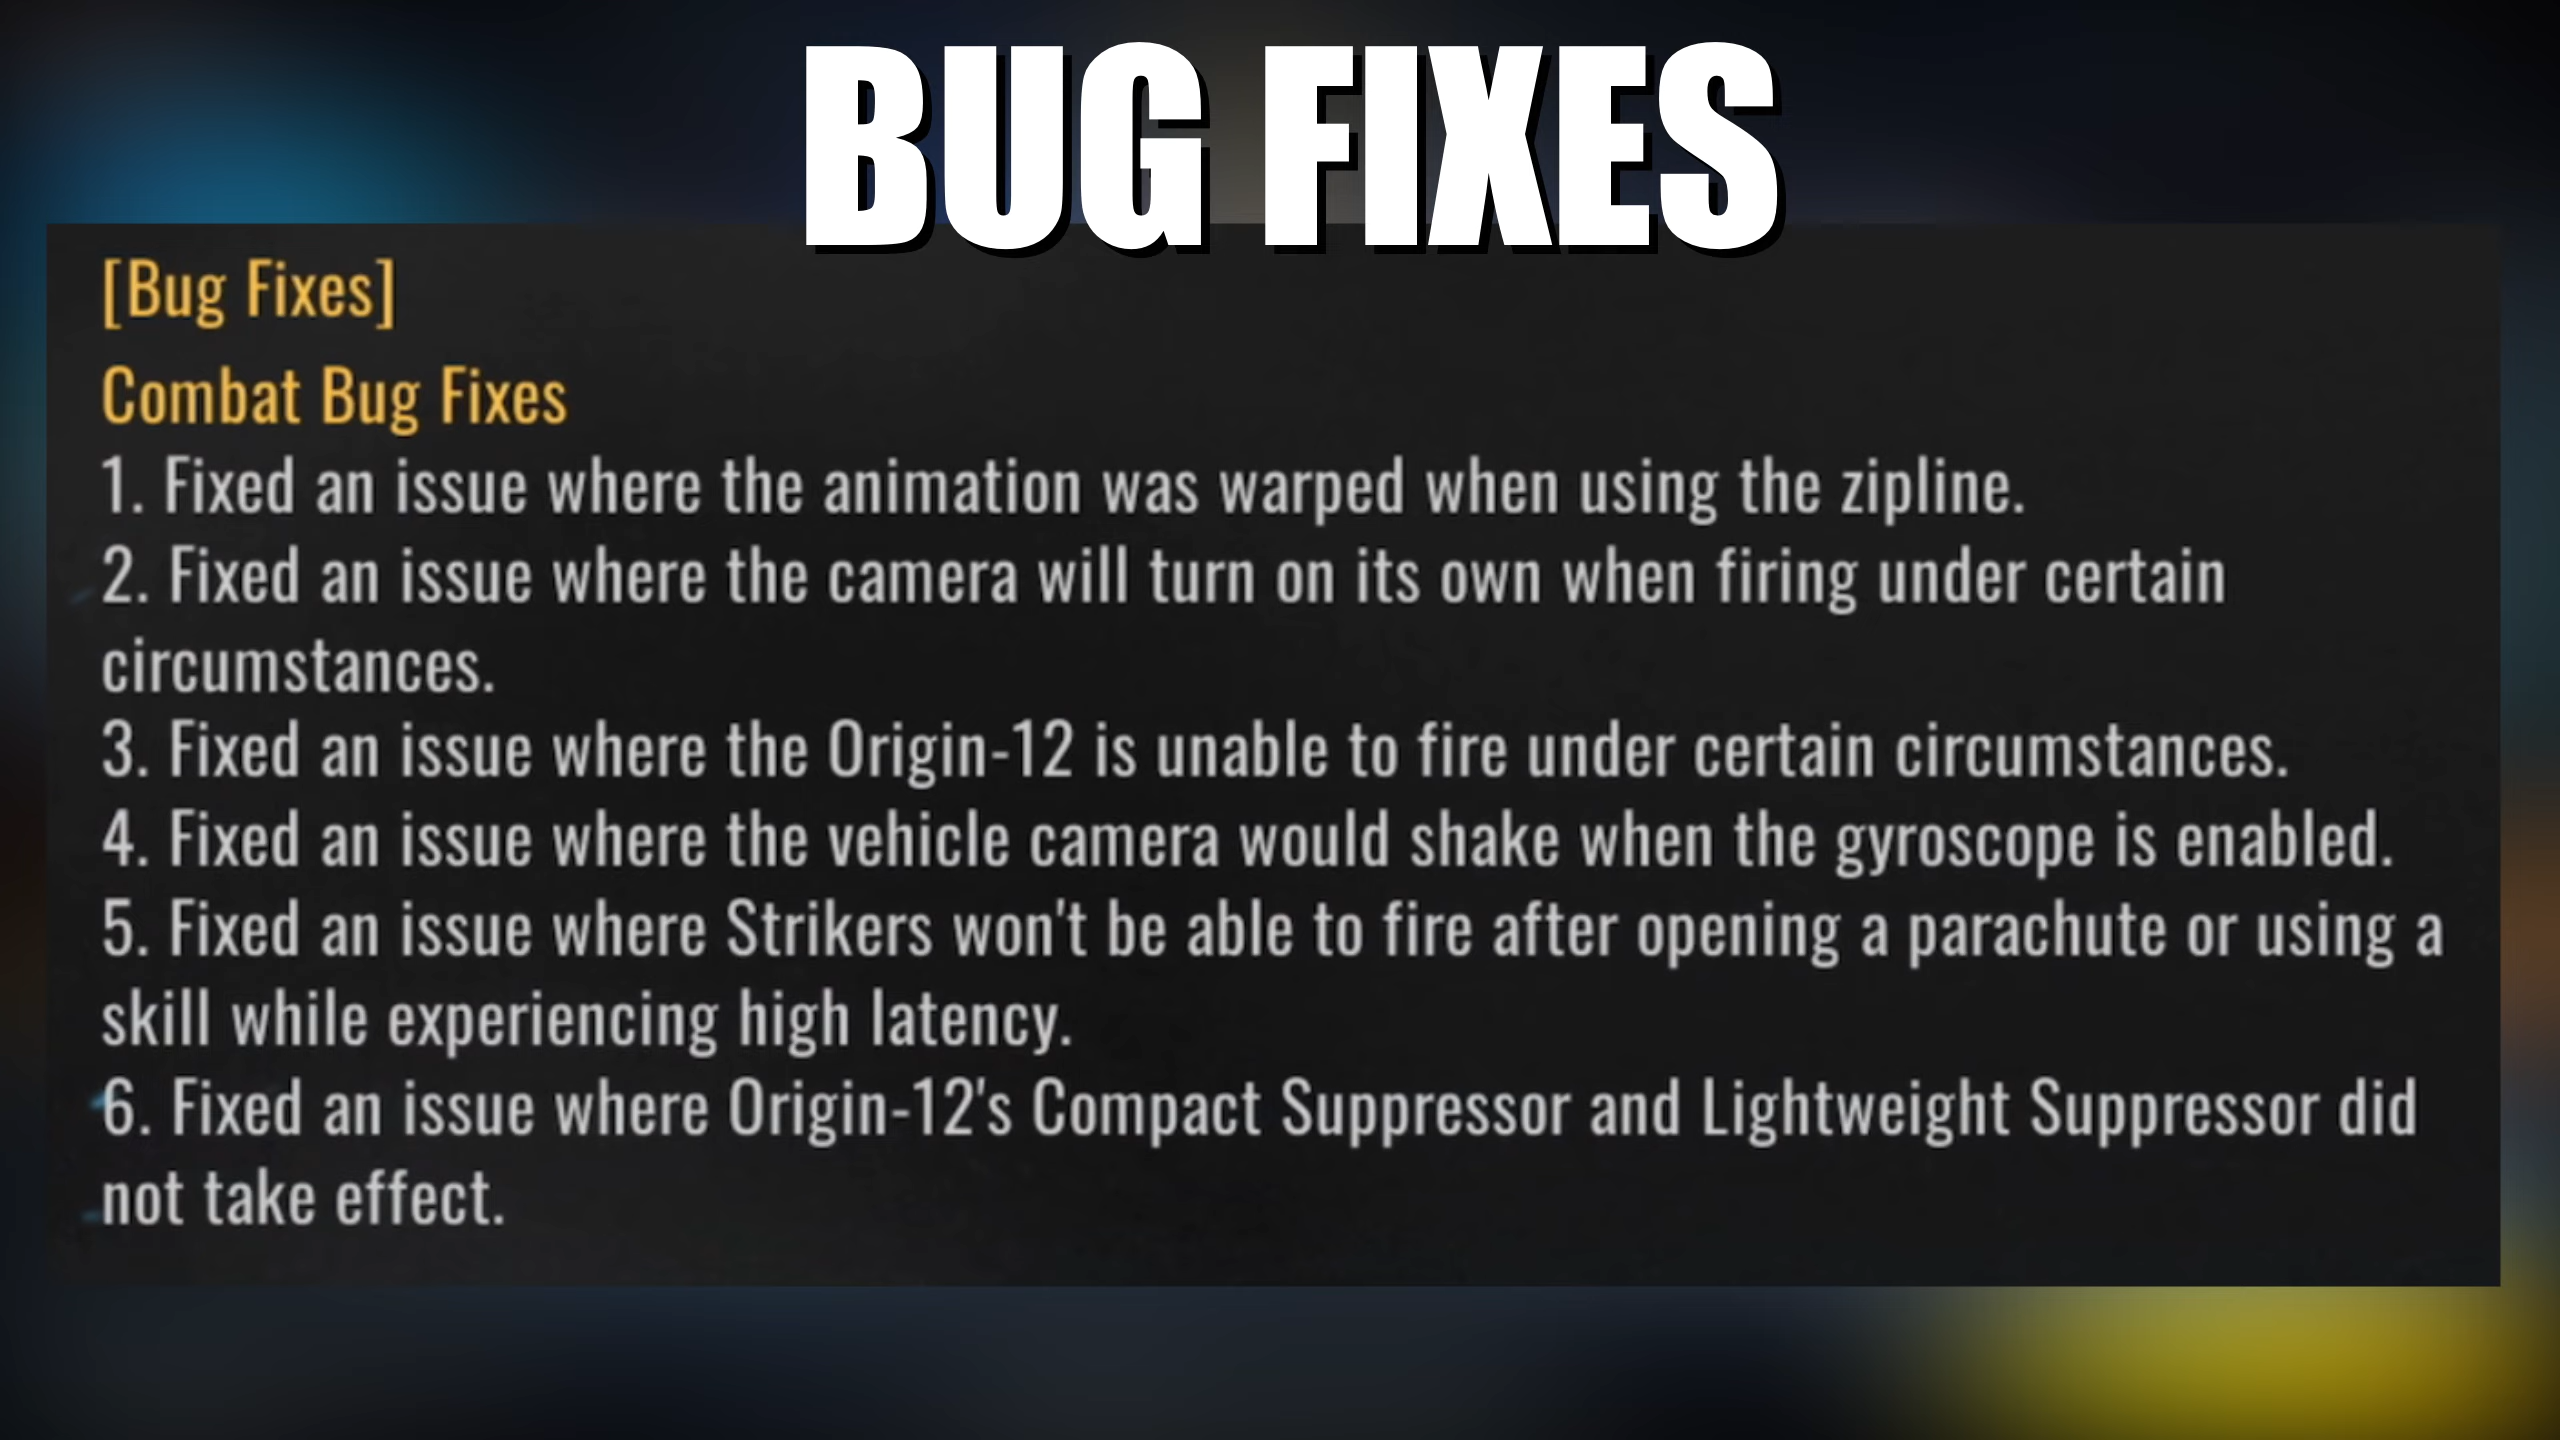 BUG FIXES
[Bug Fixes]
Combat Bug Fixes
1. Fixed an issue where the animation was warped when using the zipline.
2. Fixed an issue where the camera will turn on its own when firing under certain
circumstances.
3. Fixed an issue where the Origin-12 is unable to fire under certain circumstances.
4. Fixed an issue where the vehicle camera would shake when the gyroscope is enabled.
5. Fixed an issue where Strikers won't be able to fire after opening a parachute or using a
skill while experiencing high latency.
6. Fixed an issue where Origin-12's Compact Suppressor and Lightweight Suppressor did
not take effect.